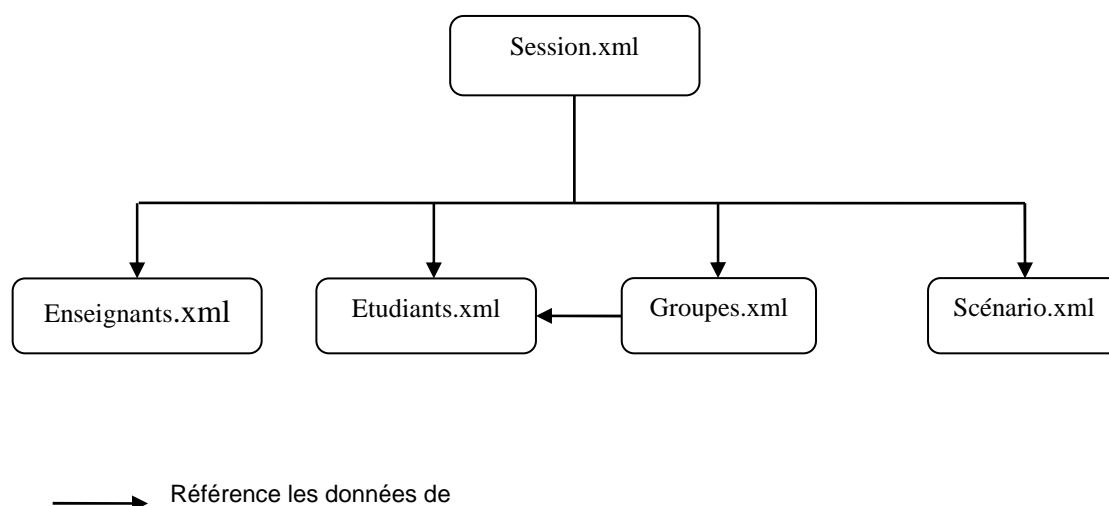 Session.xml
Enseignants.xml
Etudiants.xml
Groupes.xml
Scénario.xml
Référence les données de